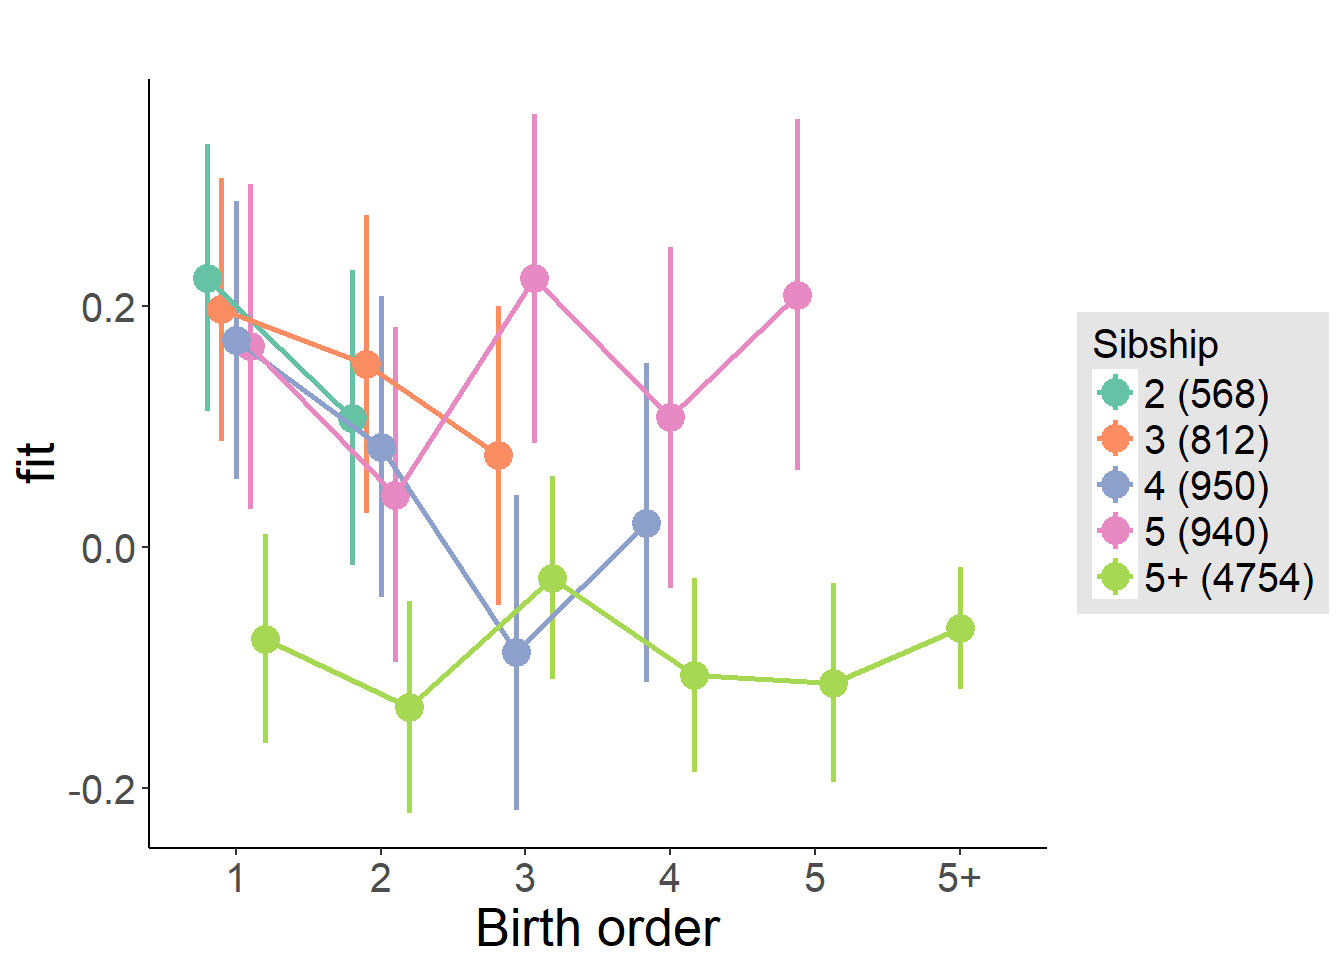 fit
0.2
0.0
-0.2
1 2 3 4 5 5+
Birth order
Sibship
2 (568)
3 (812)
4 (950)
5 (940)
5+ (4754)